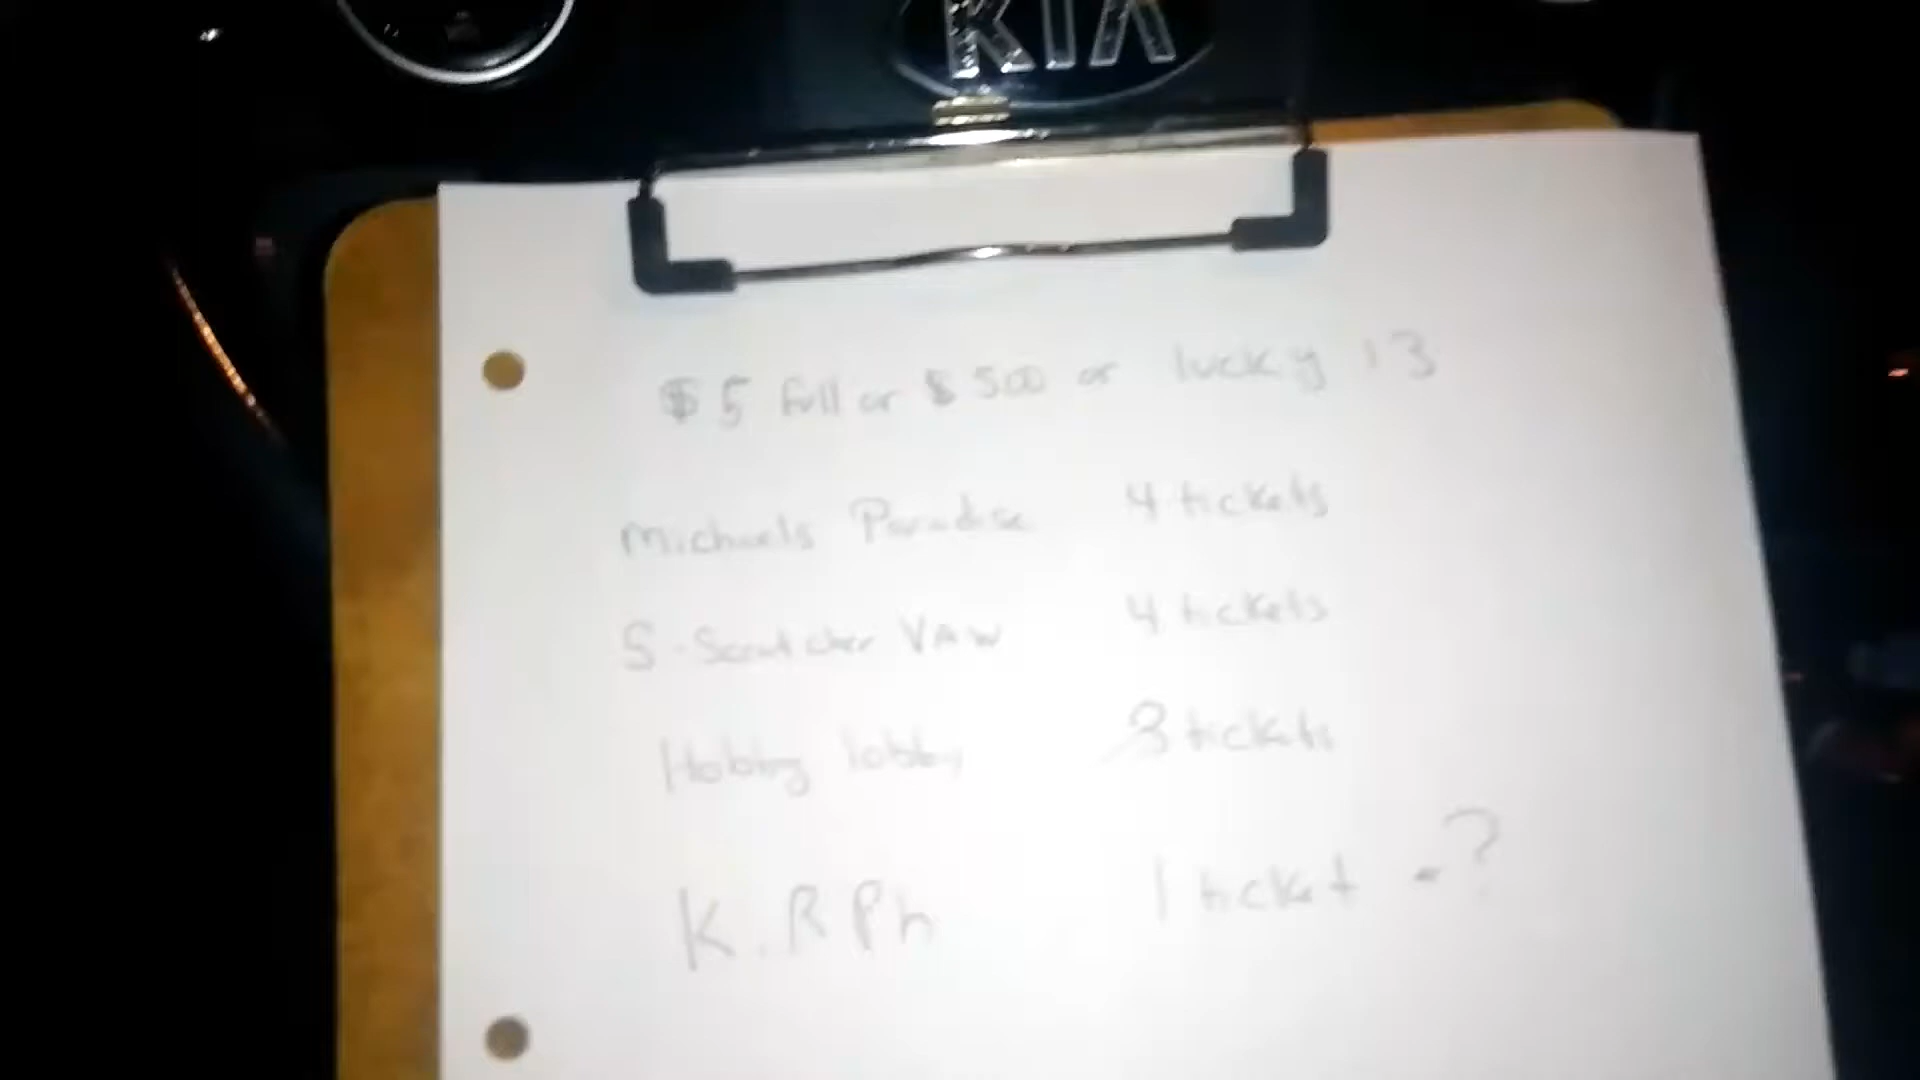 KIA
$5 full or $500 or lucky 13
Michaels Paradise 4 tickets
S-Scratcher VAW 4 tickets
Hobby lobby 3 tickets
K.RPh 1 ticket -?